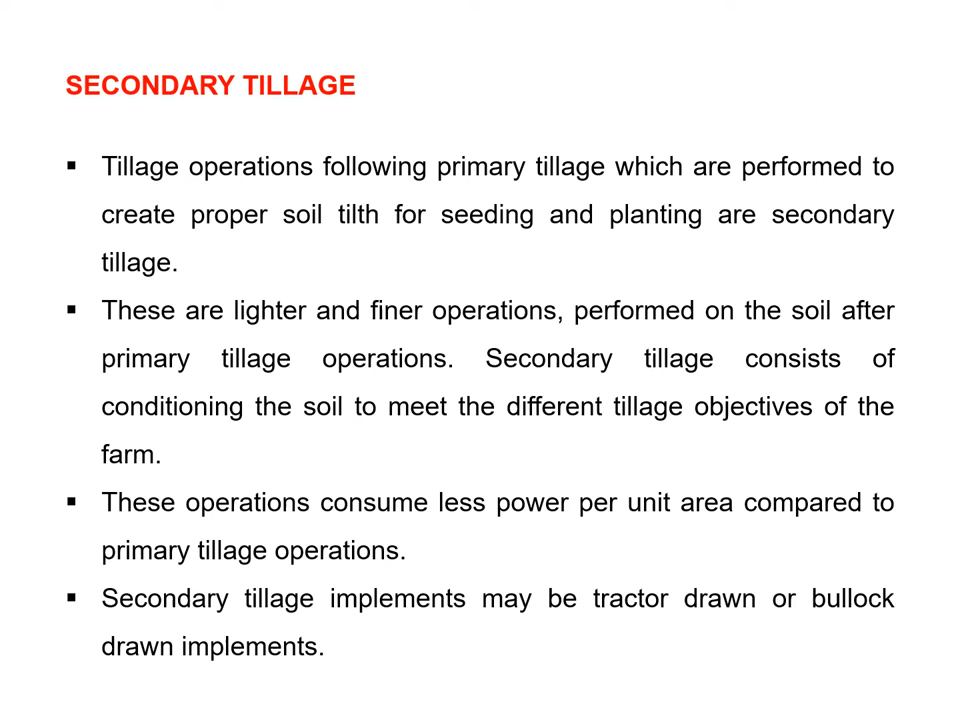 SECONDARY TILLAGE
▪ Tillage operations following primary tillage which are performed to
create proper soil tilth for seeding and planting are secondary
tillage.
▪ These are lighter and finer operations, performed on the soil after
primary tillage operations. Secondary tillage consists of
conditioning the soil to meet the different tillage objectives of the
farm.
▪ These operations consume less power per unit area compared to
primary tillage operations.
▪ Secondary tillage implements may be tractor drawn or bullock
drawn implements.